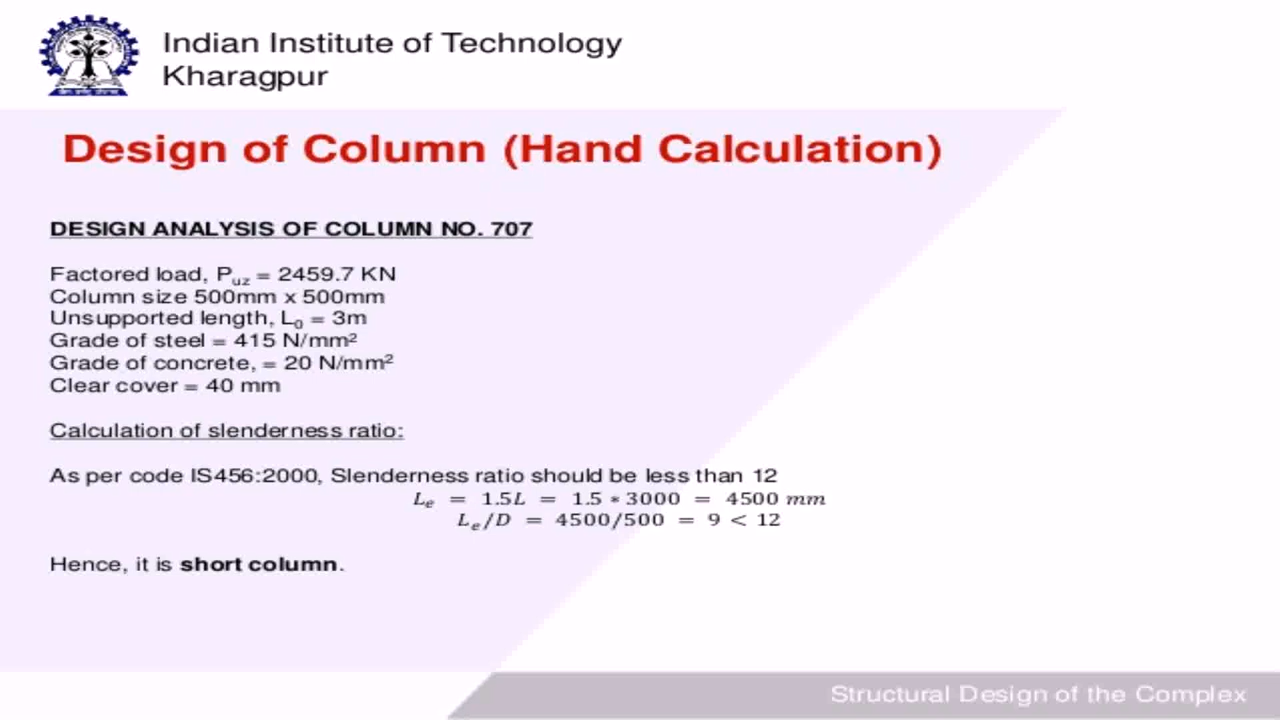 Indian Institute of Technology
Kharagpur
Design of Column (Hand Calculation)
DESIGN ANALYSIS OF COLUMN NO. 707
Factored load, Puz = 2459.7 KN
Column size 500mm x 500mm
Unsupported length, L0 = 3m
Grade of steel = 415 N/mm²
Grade of concrete, = 20 N/mm²
Clear cover = 40 mm
Calculation of slenderness ratio:
As per code IS456:2000, Slenderness ratio should be less than 12
Le = 1.5L = 1.5 * 3000 = 4500 mm
Le/D = 4500/500 = 9 < 12
Hence, it is short column.
Structural Design of the Complex